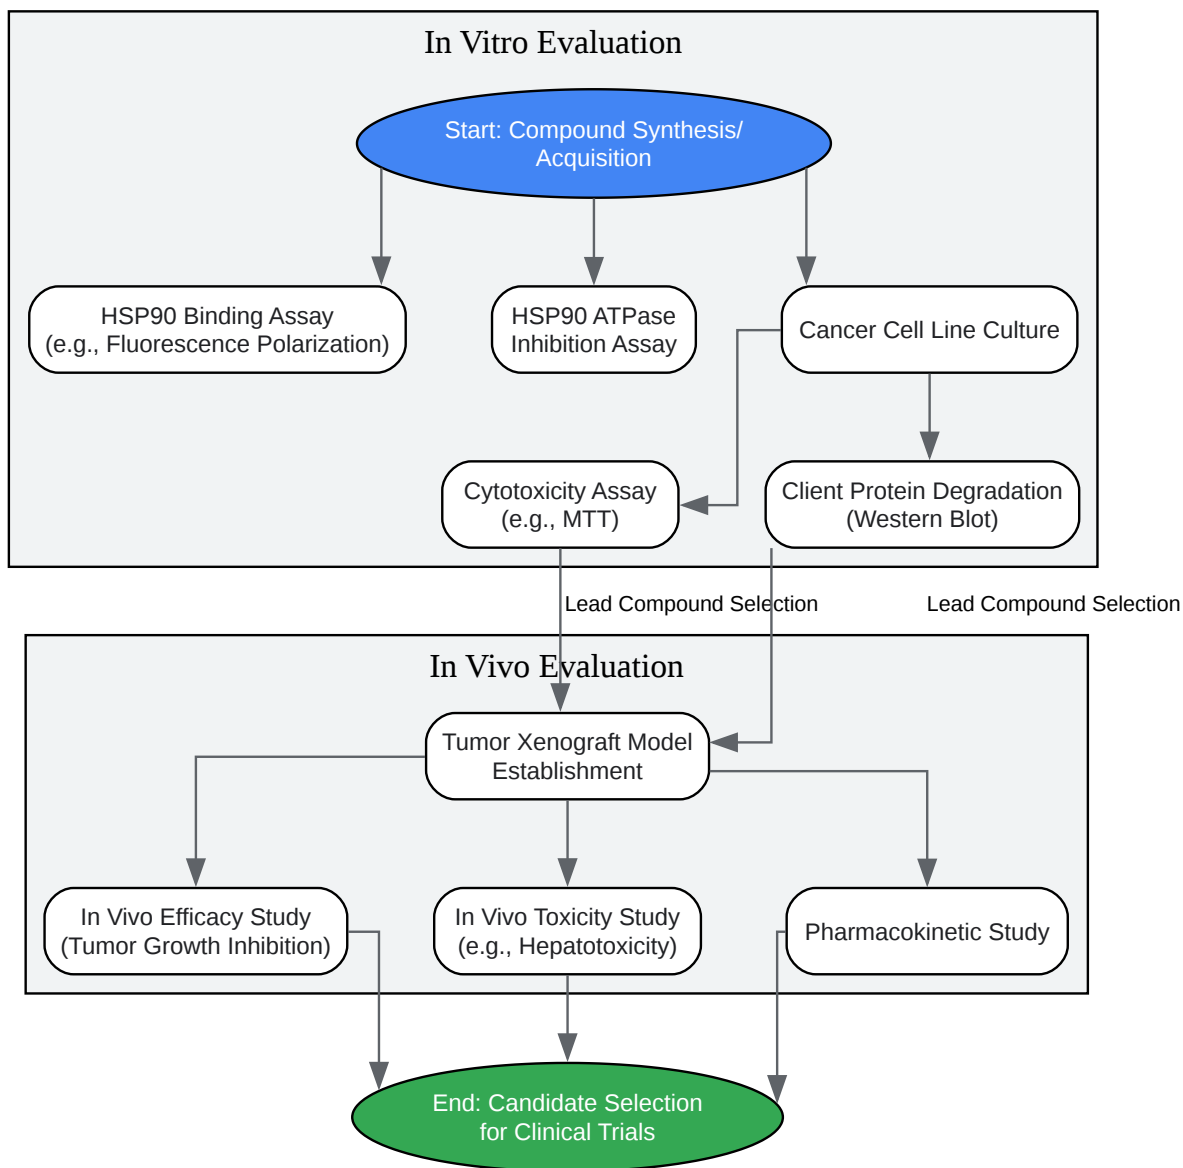 In Vitro Evaluation
Start: Compound Synthesis/
Acquisition
HSP90 Binding Assay
(e.g., Fluorescence Polarization)
HSP90 ATPase
Inhibition Assay
Cancer Cell Line Culture
Cytotoxicity Assay
(e.g., MTT)
Client Protein Degradation
(Western Blot)
Lead Compound Selection
Lead Compound Selection
In Vivo Evaluation
Tumor Xenograft Model
Establishment
In Vivo Efficacy Study
(Tumor Growth Inhibition)
In Vivo Toxicity Study
(e.g., Hepatotoxicity)
Pharmacokinetic Study
End: Candidate Selection
for Clinical Trials